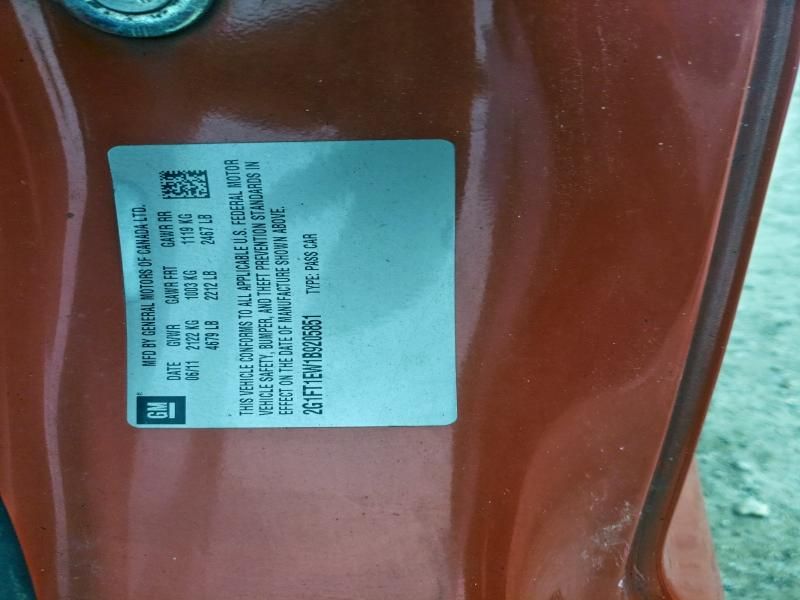 GM
MFD BY GENERAL MOTORS OF CANADA LTD.
DATE GVWR GAWR FRT GAWR RR
06/11 2122 KG 1003 KG 1119 KG
4679 LB 2212 LB 2467 LB
THIS VEHICLE CONFORMS TO ALL APPLICABLE U.S. FEDERAL MOTOR
VEHICLE SAFETY, BUMPER, AND THEFT PREVENTION STANDARDS IN
EFFECT ON THE DATE OF MANUFACTURE SHOWN ABOVE.
2G1FT1EW1B9205851 TYPE: PASS CAR